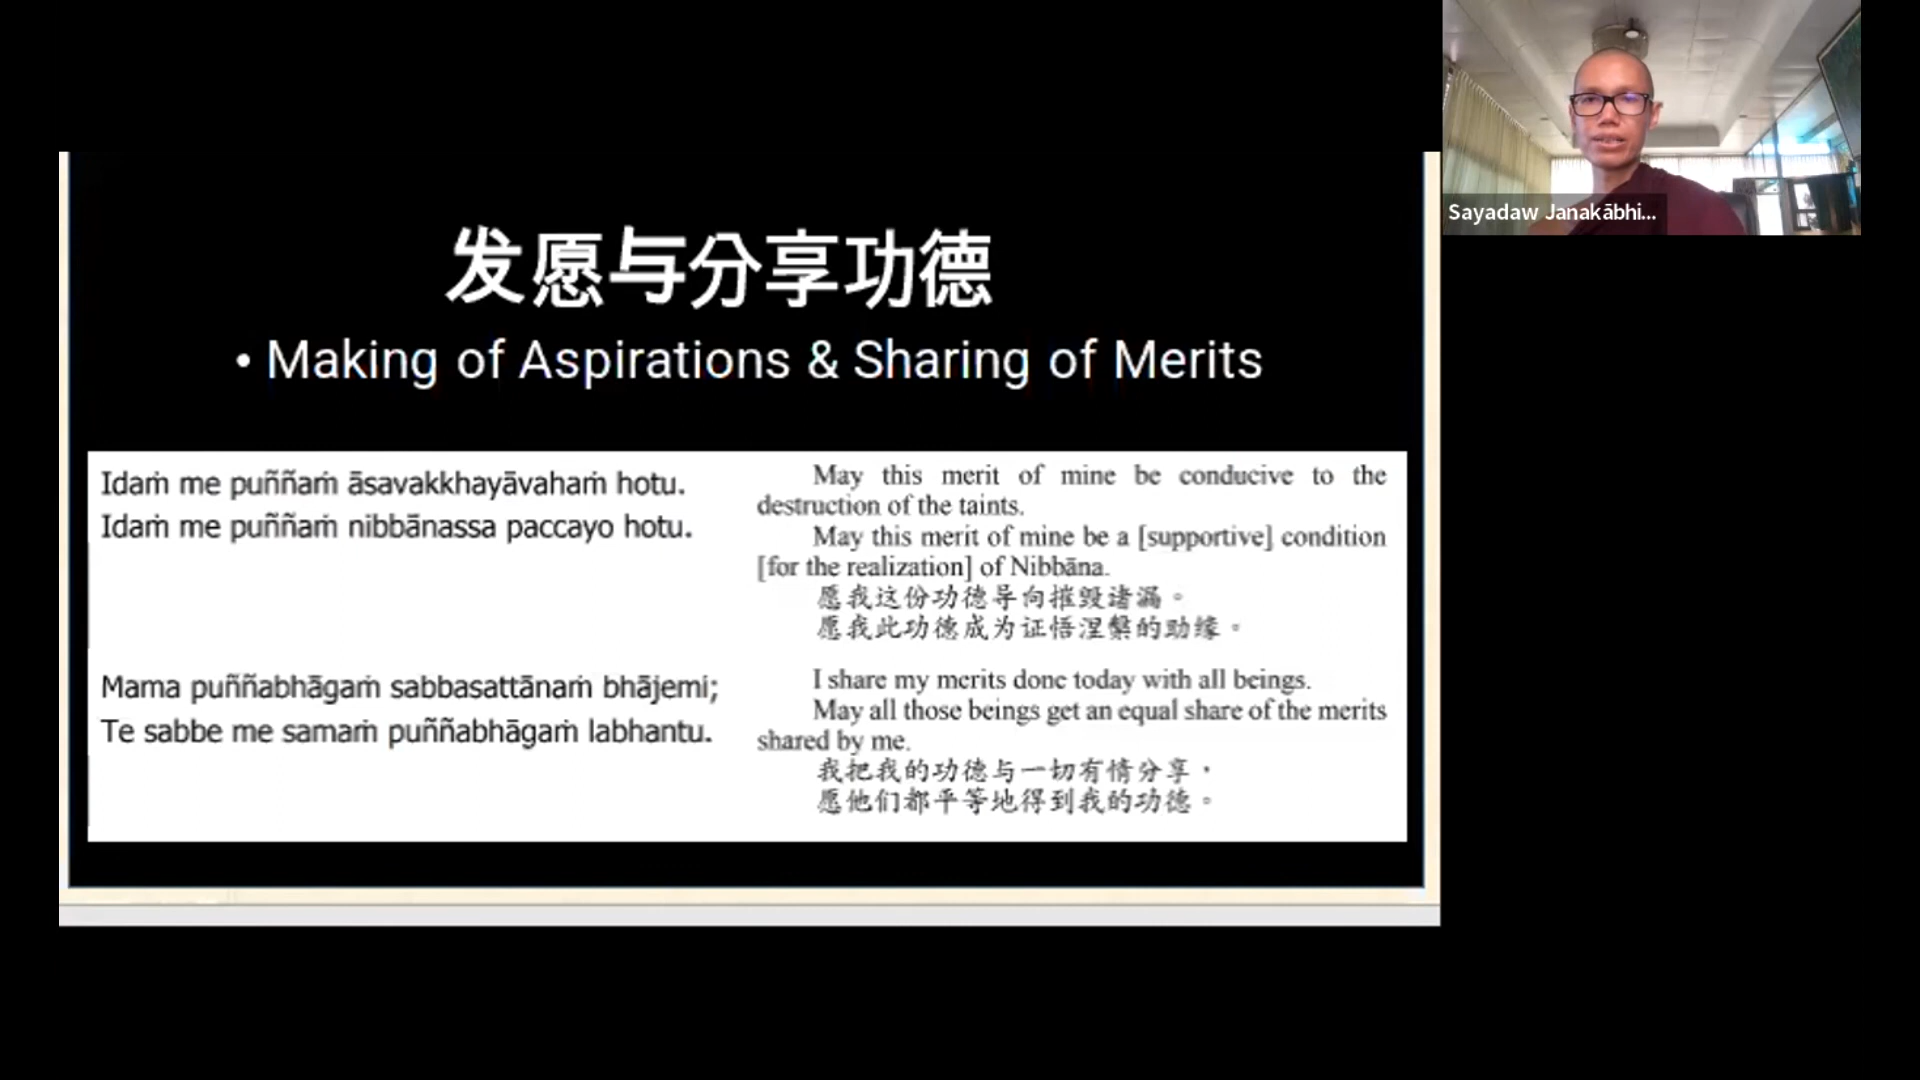 Sayadaw Janakābhi...
发愿与分享功德
• Making of Aspirations & Sharing of Merits
Idaṁ me puññaṁ āsavakkhayāvahaṁ hotu.
Idaṁ me puññaṁ nibbānassa paccayo hotu.
May this merit of mine be conducive to the
destruction of the taints.
May this merit of mine be a [supportive] condition
[for the realization] of Nibbāna.
愿我这份功德导向摧毁诸漏。
愿我此功德成为证悟涅槃的助缘。
Mama puññabhāgaṁ sabbasattānaṁ bhājemi;
Te sabbe me samaṁ puññabhāgaṁ labhantu.
I share my merits done today with all beings.
May all those beings get an equal share of the merits
shared by me.
我把我的功德与一切有情分享，
愿他们都平等地得到我的功德。